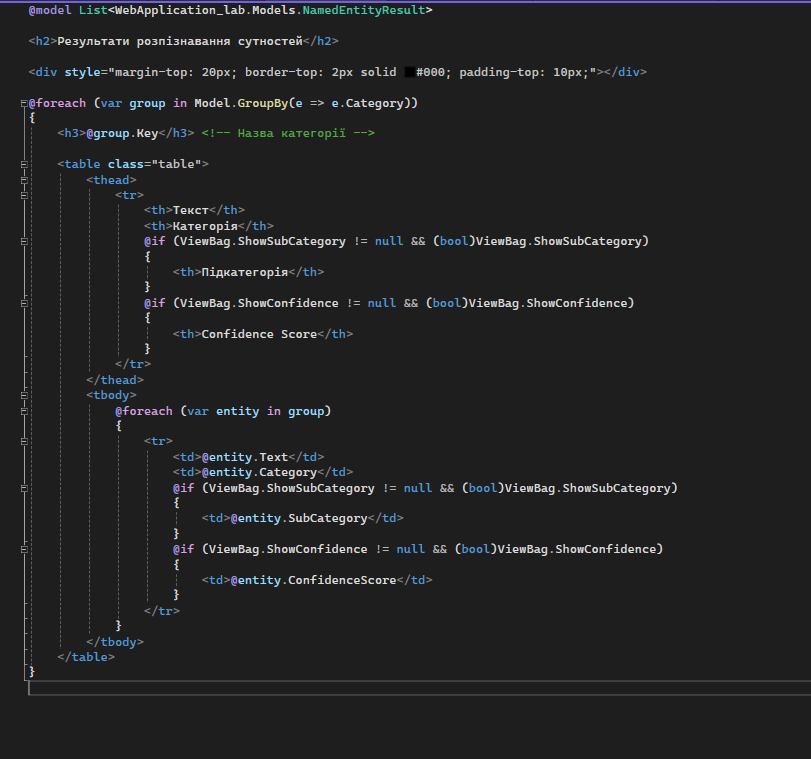 @model List<WebApplication_lab.Models.NamedEntityResult>
<h2>Результати розпізнавання сутностей</h2>
<div style="margin-top: 20px; border-top: 2px solid #000; padding-top: 10px;"></div>
@foreach (var group in Model.GroupBy(e => e.Category))
{
<h3>@group.Key</h3> <!-- Назва категорії -->
<table class="table">
<thead>
<tr>
<th>Текст</th>
<th>Категорія</th>
@if (ViewBag.ShowSubCategory != null && (bool)ViewBag.ShowSubCategory)
{
<th>Підкатегорія</th>
}
@if (ViewBag.ShowConfidence != null && (bool)ViewBag.ShowConfidence)
{
<th>Confidence Score</th>
}
</tr>
</thead>
<tbody>
@foreach (var entity in group)
{
<tr>
<td>@entity.Text</td>
<td>@entity.Category</td>
@if (ViewBag.ShowSubCategory != null && (bool)ViewBag.ShowSubCategory)
{
<td>@entity.SubCategory</td>
}
@if (ViewBag.ShowConfidence != null && (bool)ViewBag.ShowConfidence)
{
<td>@entity.ConfidenceScore</td>
}
</tr>
}
</tbody>
</table>
}